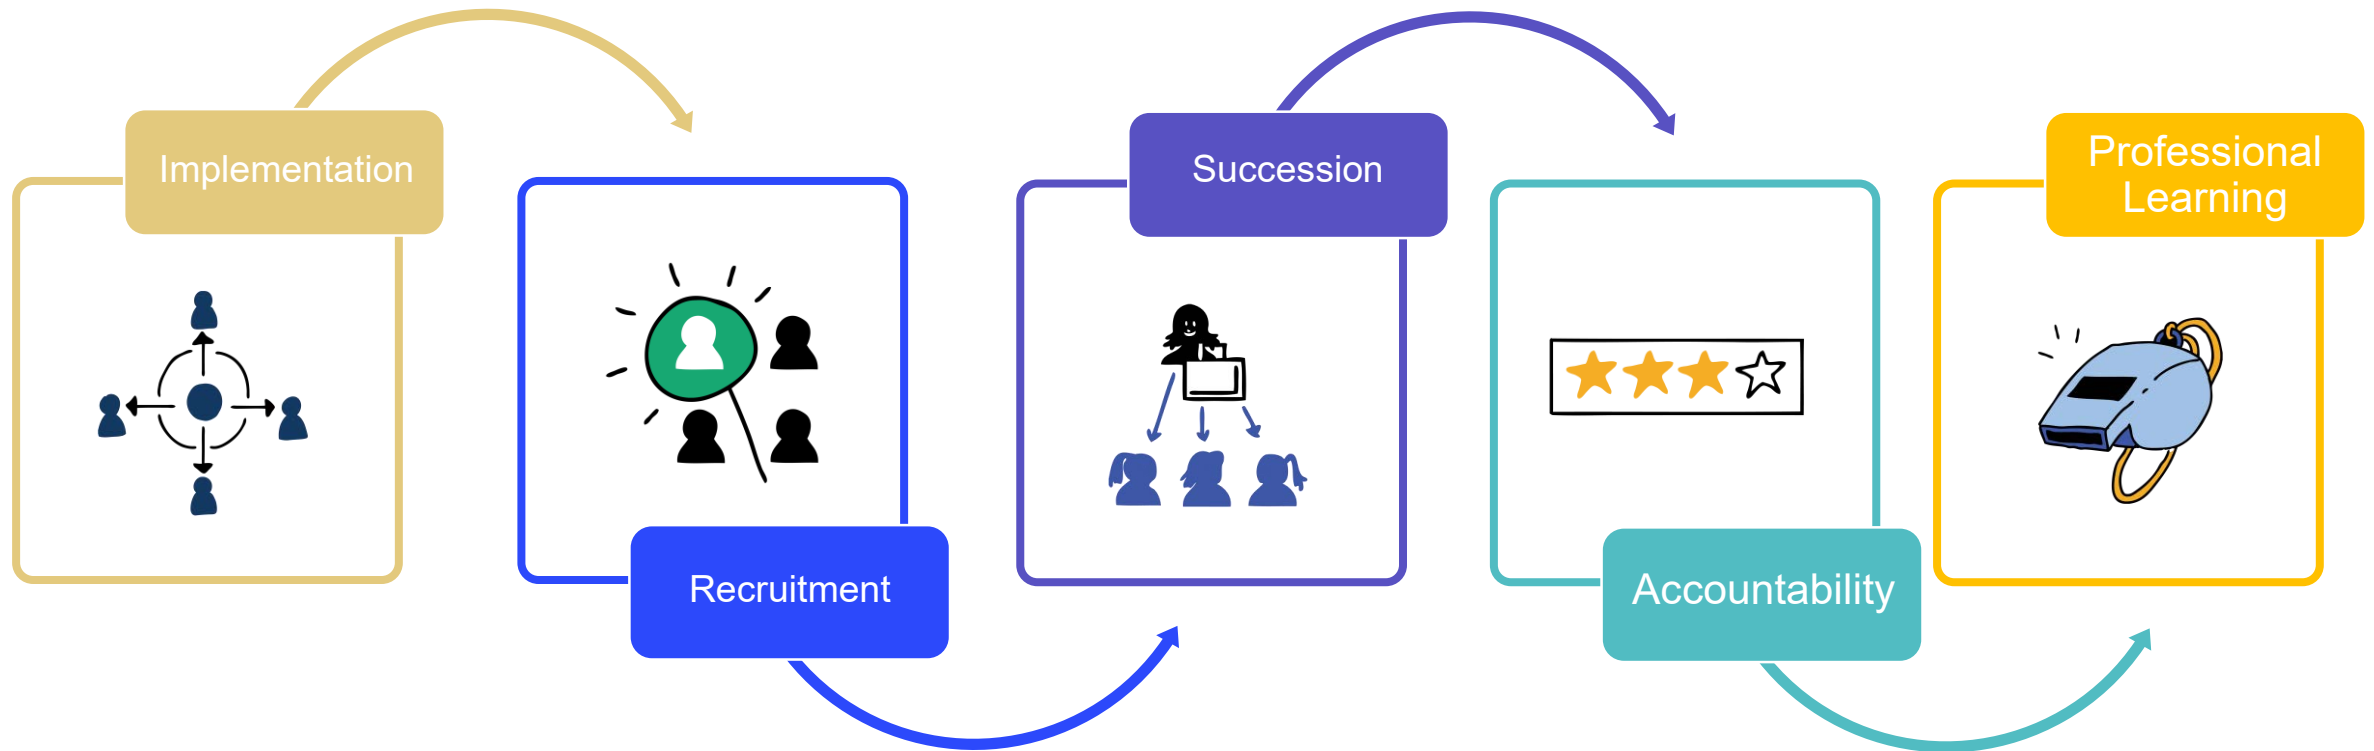 Implementation
Recruitment
Succession
Accountability
Professional
Learning